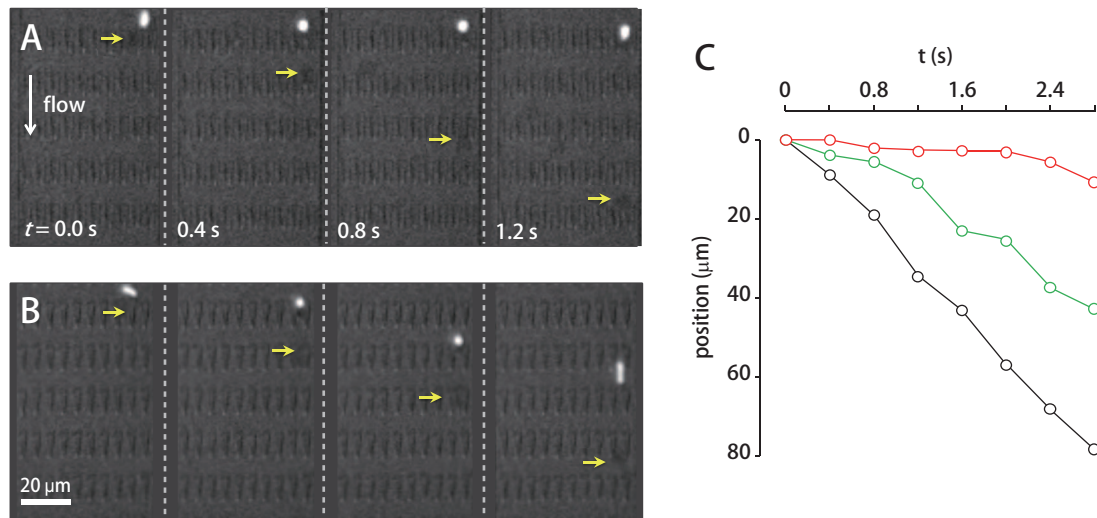 A
flow
t = 0.0 s
0.4 s
0.8 s
1.2 s
B
20 μm
C
t (s)
0
0.8
1.6
2.4
0
20
40
60
80
position (μm)